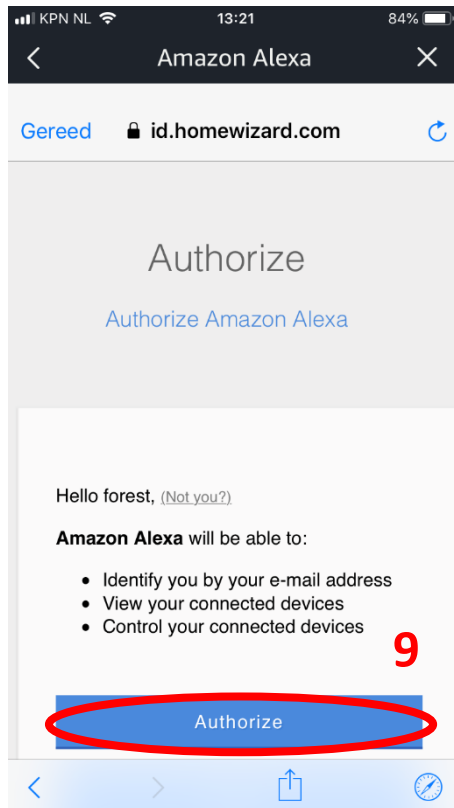 KPN NL 13:21 84%
Amazon Alexa
Gereed id.homewizard.com
Authorize
Authorize Amazon Alexa
Hello forest, (Not you?)
Amazon Alexa will be able to:
• Identify you by your e-mail address
• View your connected devices
• Control your connected devices
9
Authorize